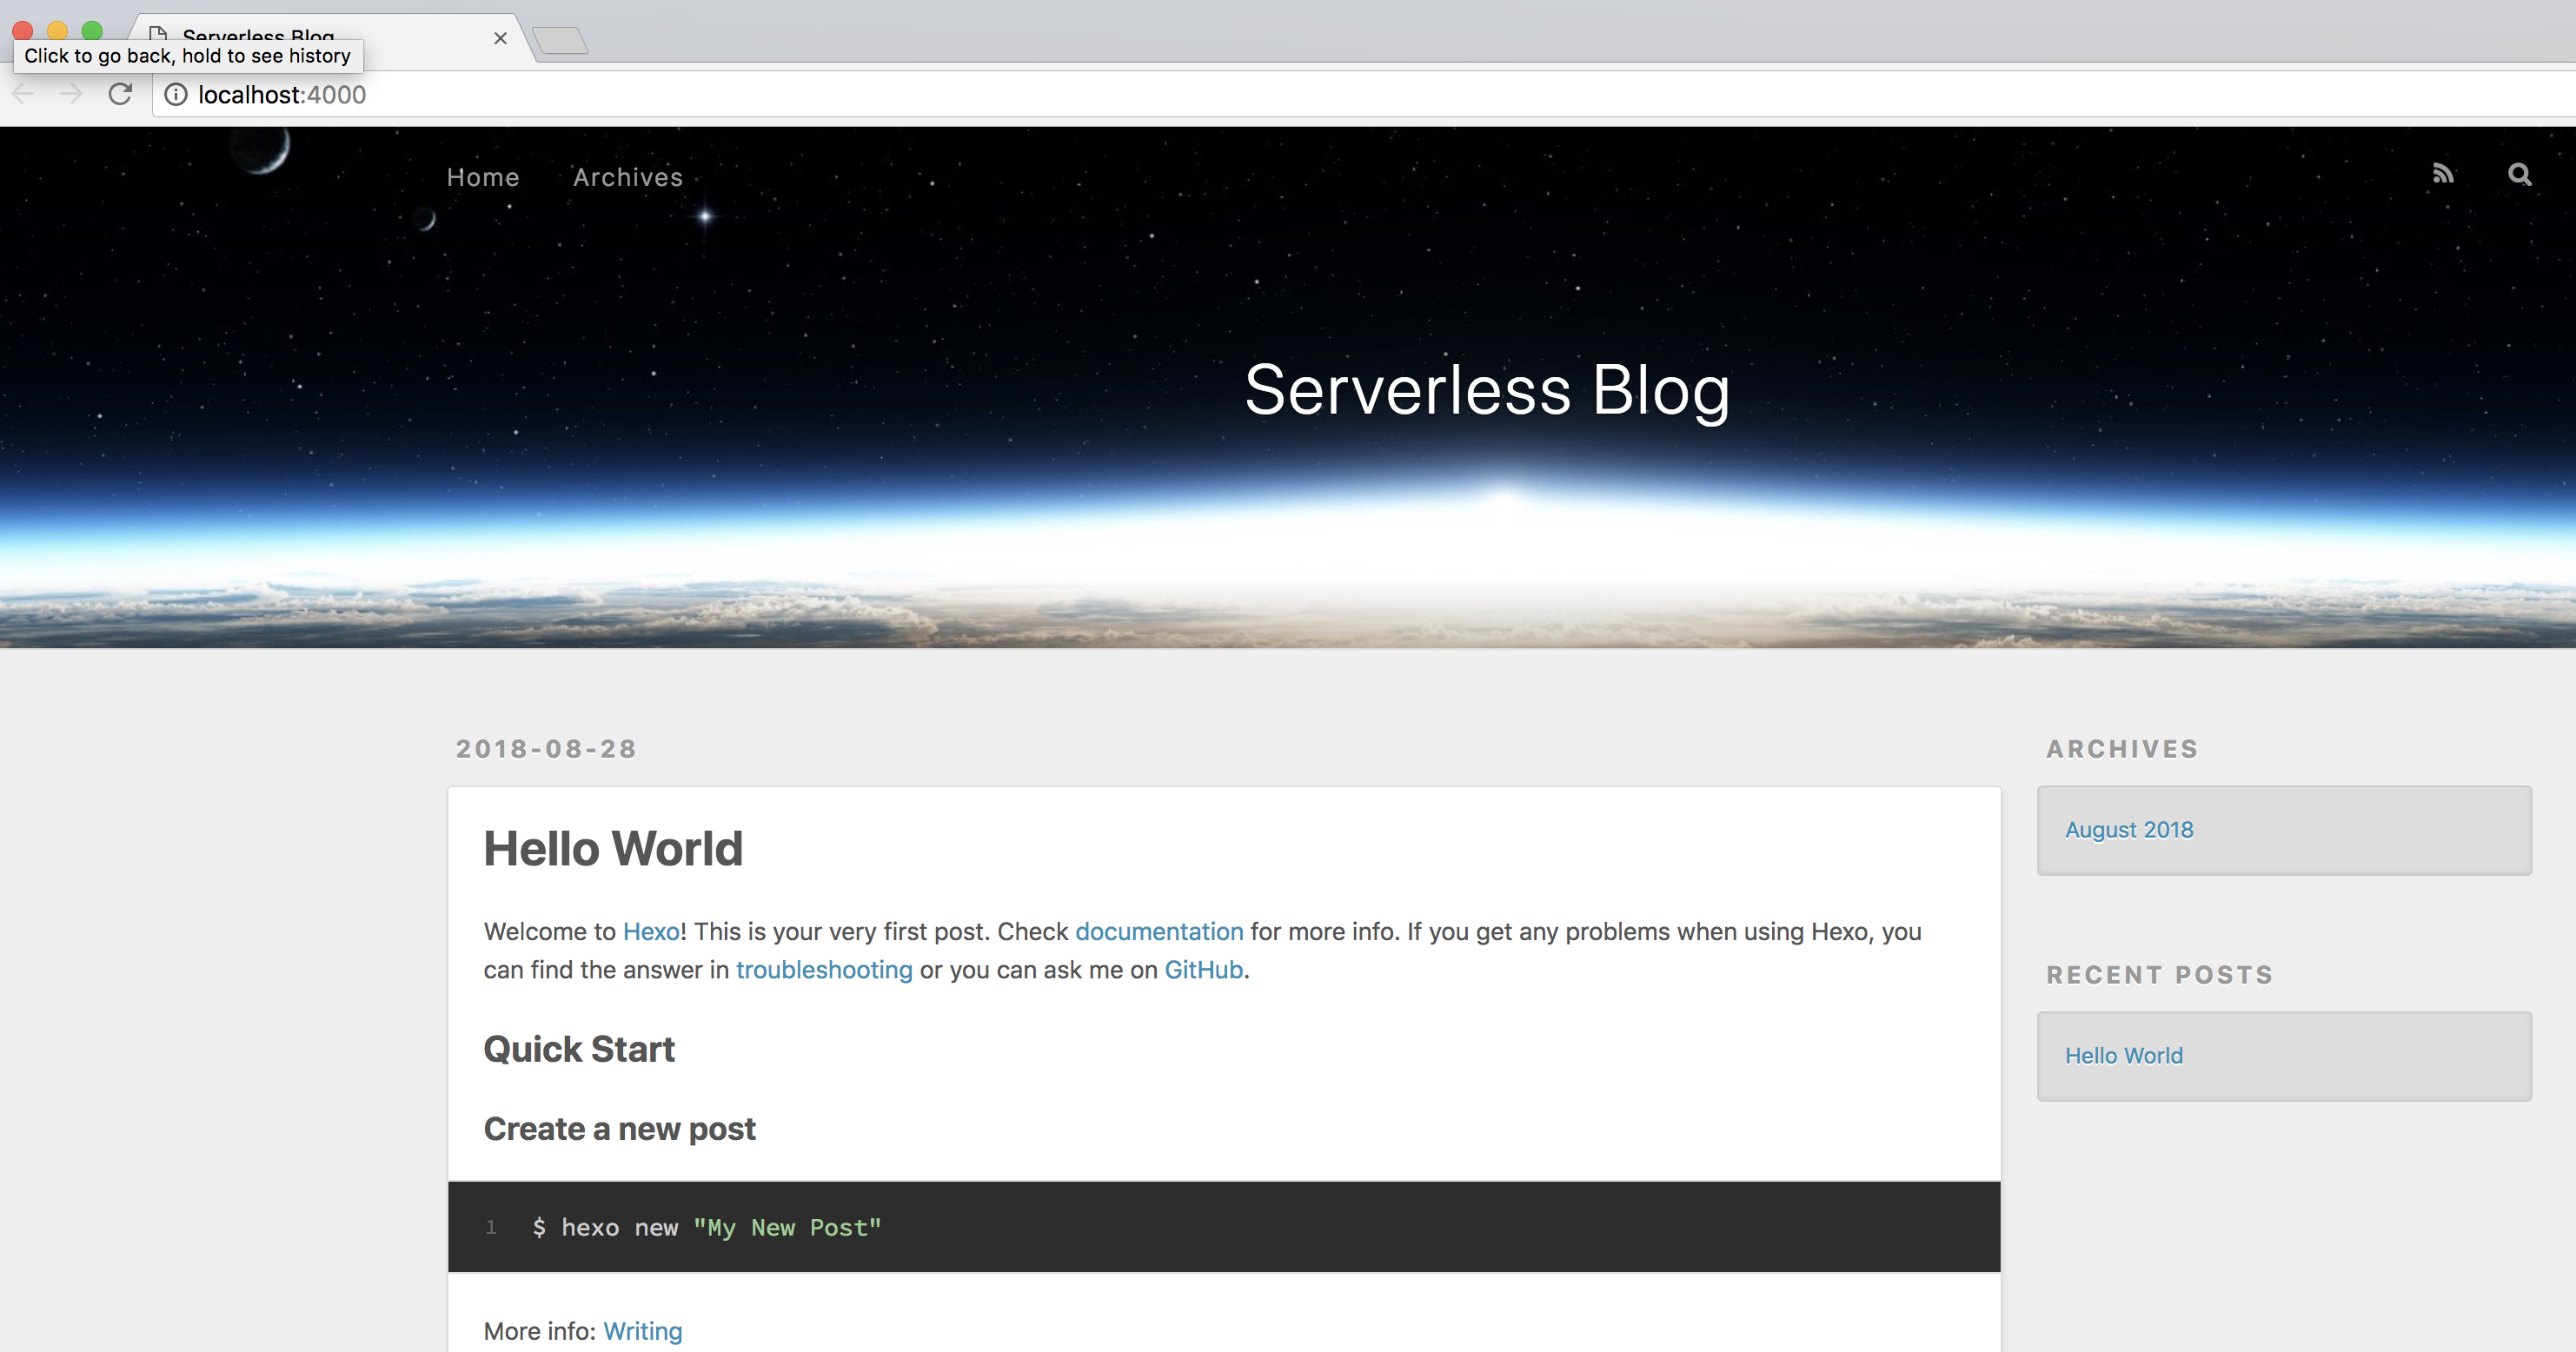 Serverless Blog
Click to go back, hold to see history
localhost:4000
Home Archives
Serverless Blog
2018-08-28
Hello World
Welcome to Hexo! This is your very first post. Check documentation for more info. If you get any problems when using Hexo, you
can find the answer in troubleshooting or you can ask me on GitHub.
Quick Start
Create a new post
1 $ hexo new "My New Post"
More info: Writing
ARCHIVES
August 2018
RECENT POSTS
Hello World